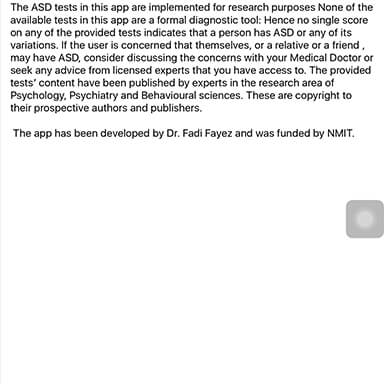 The ASD tests in this app are implemented for research purposes None of the
available tests in this app are a formal diagnostic tool: Hence no single score
on any of the provided tests indicates that a person has ASD or any of its
variations. If the user is concerned that themselves, or a relative or a friend ,
may have ASD, consider discussing the concerns with your Medical Doctor or
seek any advice from licensed experts that you have access to. The provided
tests’ content have been published by experts in the research area of
Psychology, Psychiatry and Behavioural sciences. These are copyright to
their prospective authors and publishers.
The app has been developed by Dr. Fadi Fayez and was funded by NMIT.